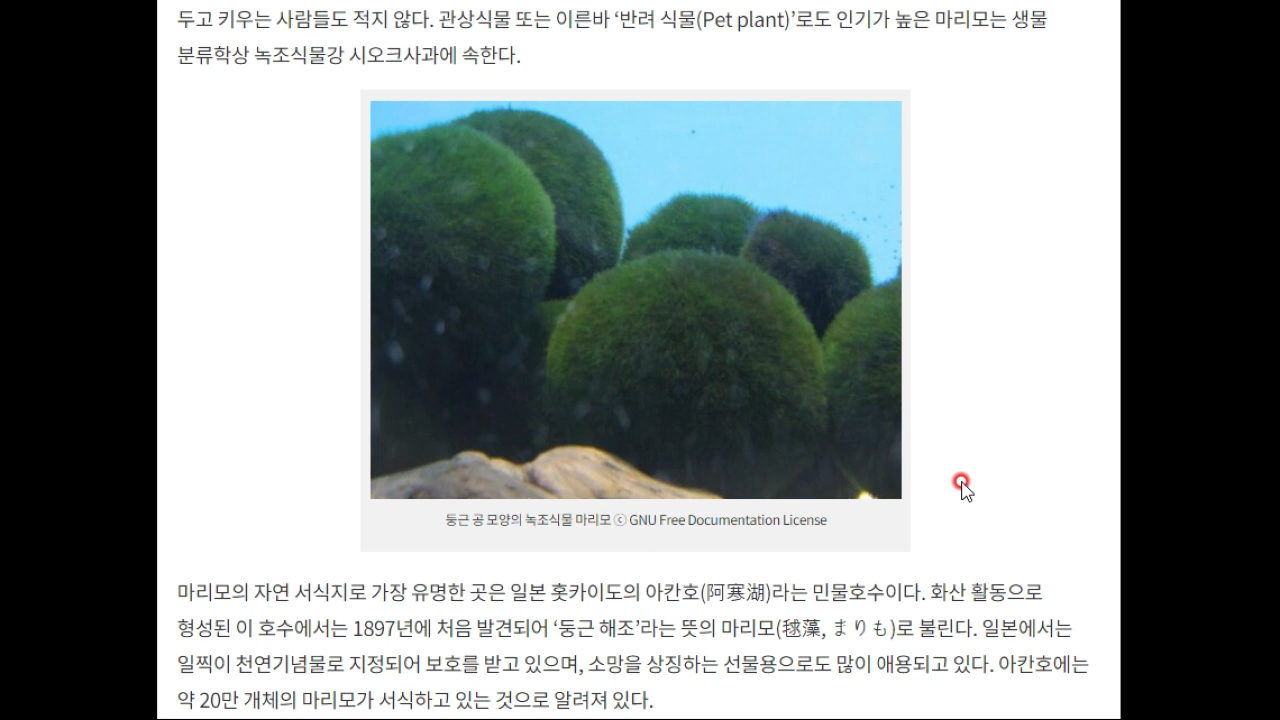 두고 키우는 사람들도 적지 않다. 관상식물 또는 이른바 ‘반려 식물(Pet plant)’로도 인기가 높은 마리모는 생물
분류학상 녹조식물강 시오크사과에 속한다.
둥근 공 모양의 녹조식물 마리모 ⓒ GNU Free Documentation License
마리모의 자연 서식지로 가장 유명한 곳은 일본 홋카이도의 아칸호(阿寒湖)라는 민물호수이다. 화산 활동으로
형성된 이 호수에서는 1897년에 처음 발견되어 ‘둥근 해조’라는 뜻의 마리모(毬藻, まりも)로 불린다. 일본에서는
일찍이 천연기념물로 지정되어 보호를 받고 있으며, 소망을 상징하는 선물용으로도 많이 애용되고 있다. 아칸호에는
약 20만 개체의 마리모가 서식하고 있는 것으로 알려져 있다.